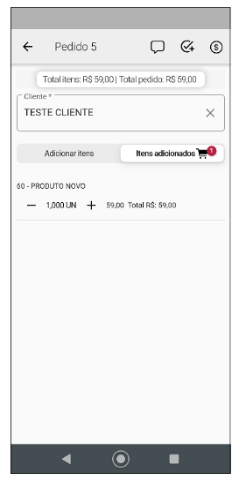 Pedido 5
Total itens: R$ 59,00 | Total pedido: R$ 59,00
Cliente *
TESTE CLIENTE
Adicionar itens
Itens adicionados 1
60 - PRODUTO NOVO
1,000 UN 59,00 Total R$: 59,00